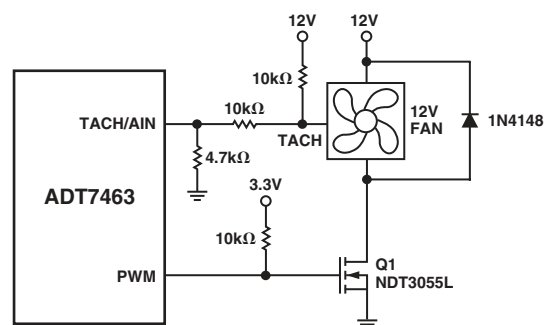 12V
12V
10kΩ
10kΩ
TACH/AIN
TACH
12V
FAN
1N4148
4.7kΩ
ADT7463
3.3V
10kΩ
PWM
Q1
NDT3055L